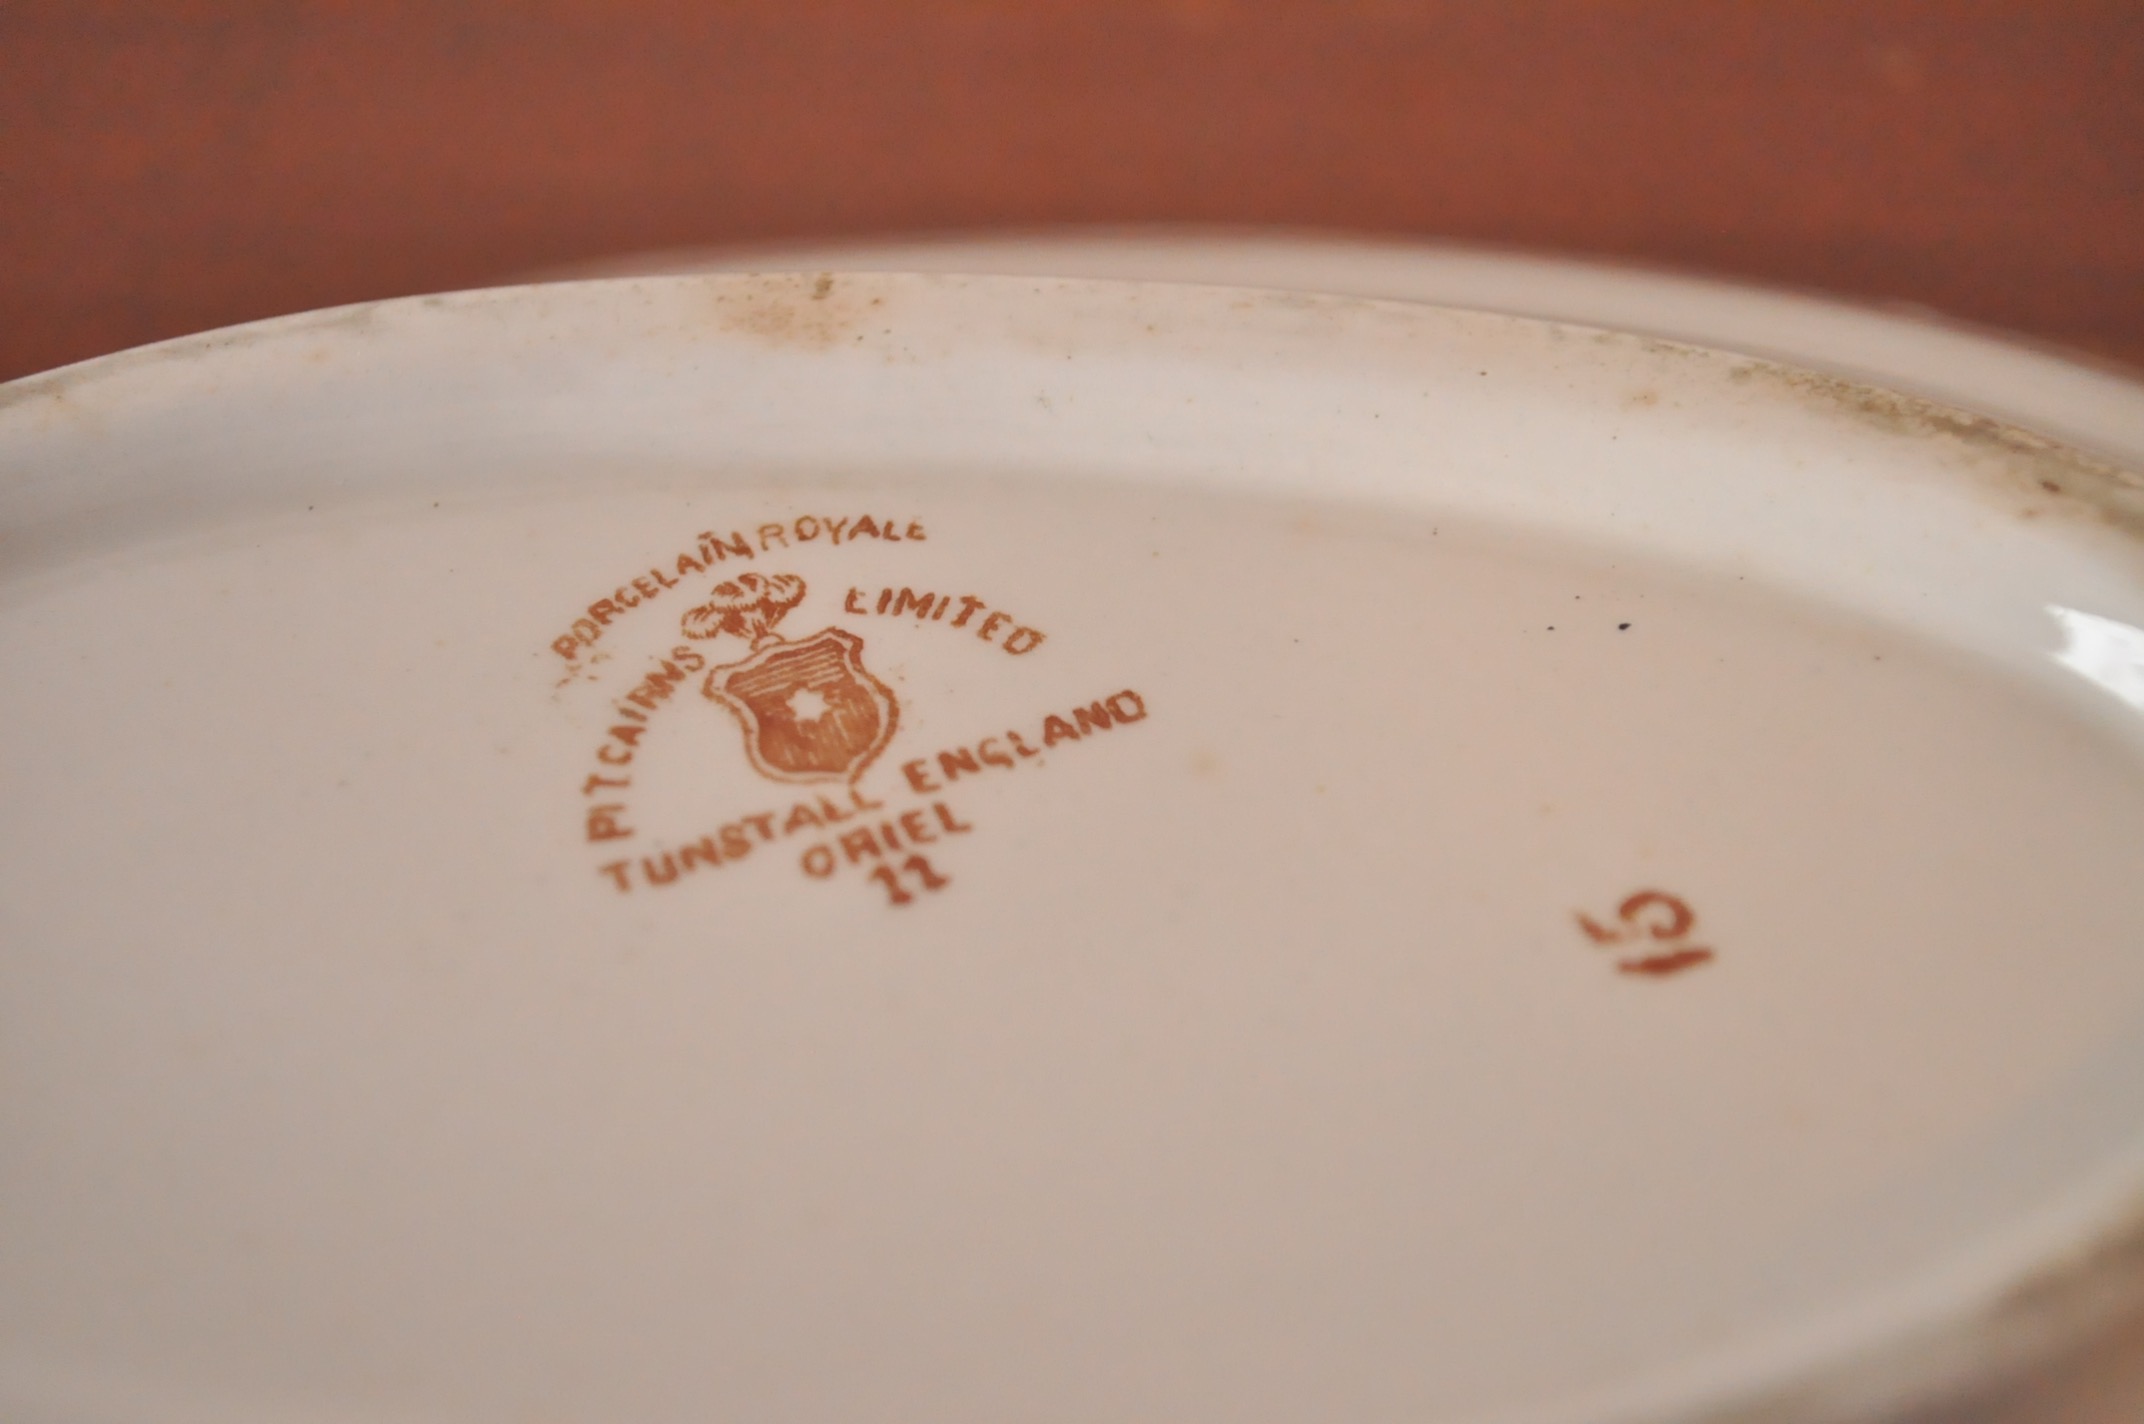 PORCELAIN ROYALE
PITCAIRNS LIMITED
TUNSTALL ENGLAND
ORIEL
11
15